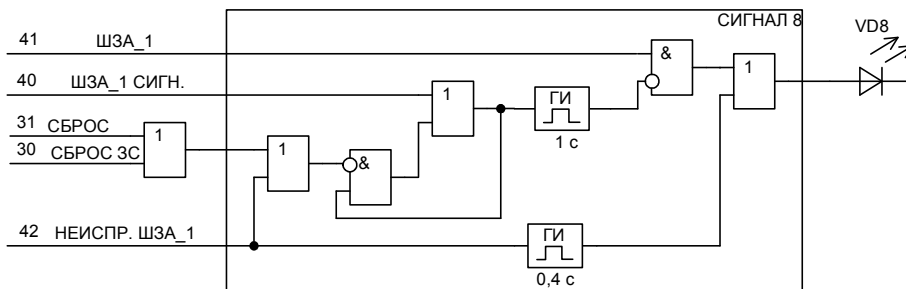 СИГНАЛ 8
41 ШЗА_1
VD8
&
1
40 ШЗА_1 СИГН.
1
ГИ
1 с
31 СБРОС
30 СБРОС ЗС
1
1
&
42 НЕИСПР. ШЗА_1
ГИ
0,4 с